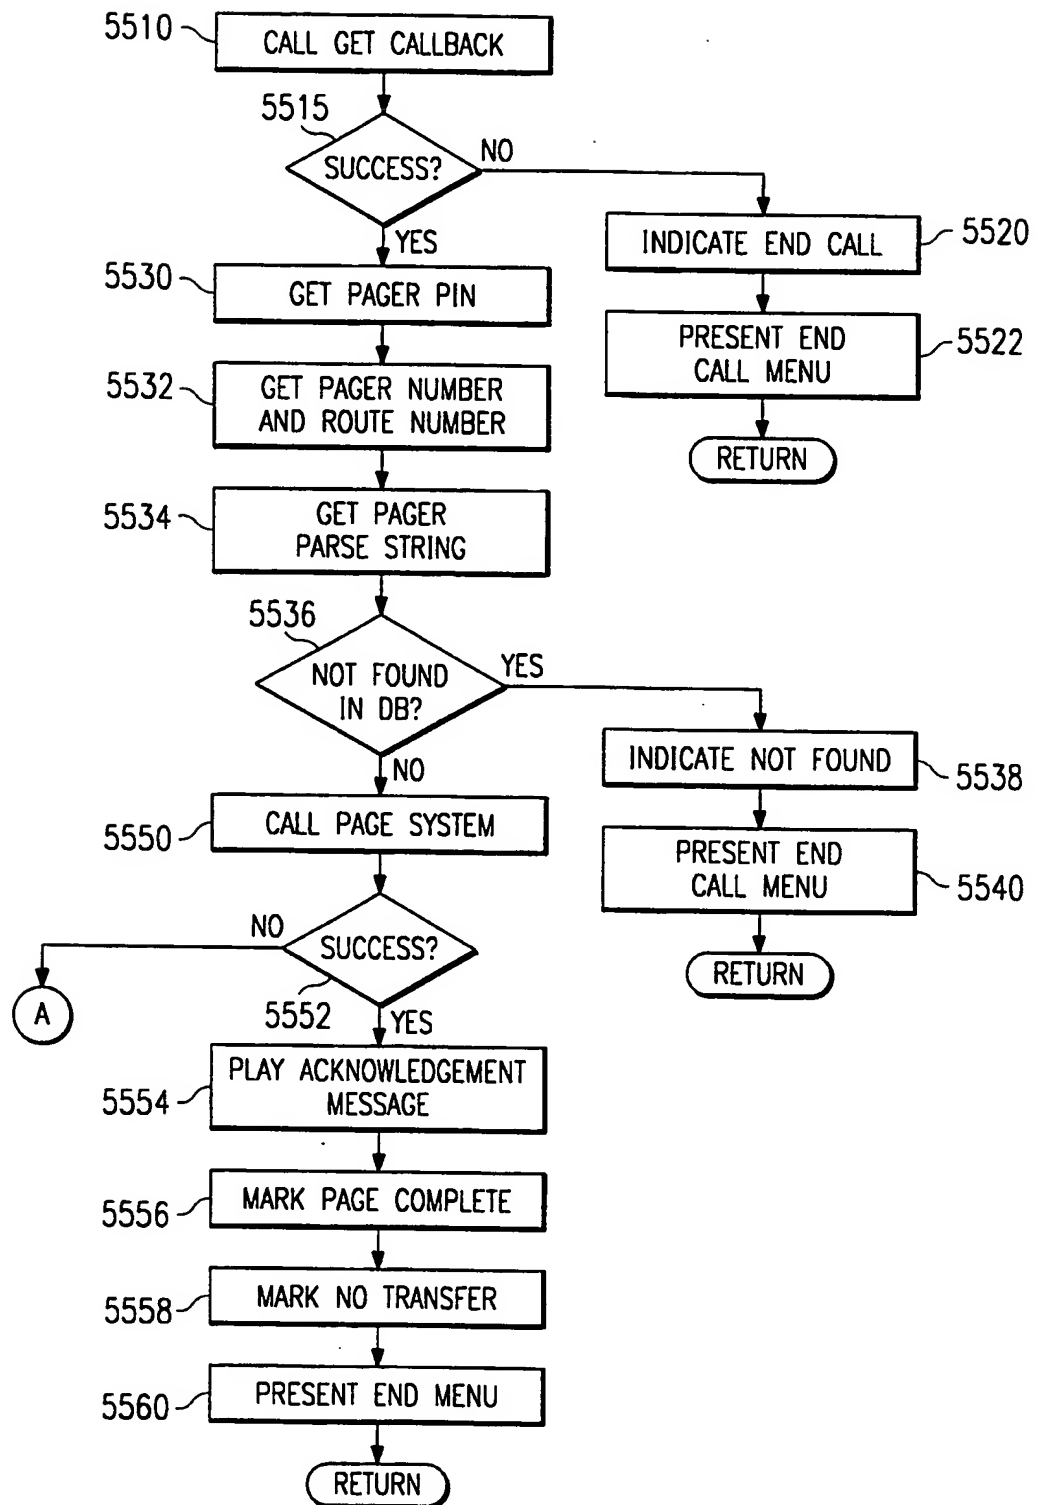 5510
CALL GET CALLBACK
5515
SUCCESS?
NO
YES
INDICATE END CALL
5520
5530
GET PAGER PIN
PRESENT END
CALL MENU
5522
5532
GET PAGER NUMBER
AND ROUTE NUMBER
RETURN
5534
GET PAGER
PARSE STRING
5536
NOT FOUND
IN DB?
YES
NO
INDICATE NOT FOUND
5538
5550
CALL PAGE SYSTEM
PRESENT END
CALL MENU
5540
NO
SUCCESS?
5552
YES
RETURN
A
5554
PLAY ACKNOWLEDGEMENT
MESSAGE
5556
MARK PAGE COMPLETE
5558
MARK NO TRANSFER
5560
PRESENT END MENU
RETURN